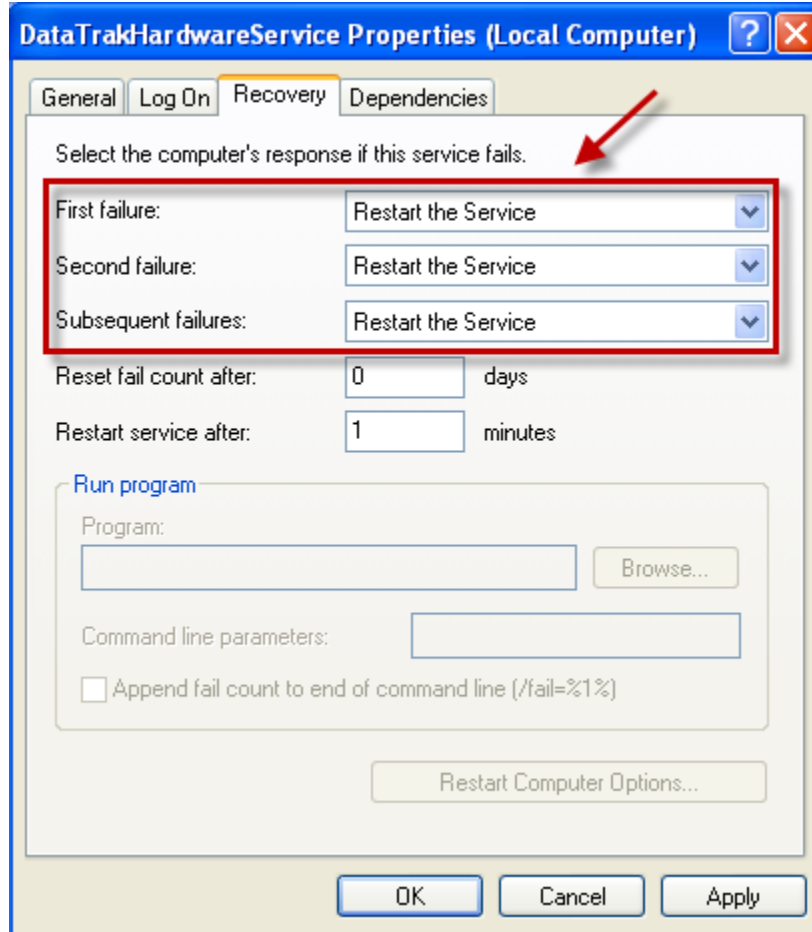 DataTrakHardwareService Properties (Local Computer)
General Log On Recovery Dependencies
Select the computer's response if this service fails.
First failure: Restart the Service
Second failure: Restart the Service
Subsequent failures: Restart the Service
Reset fail count after: 0 days
Restart service after: 1 minutes
Run program
Program:
Browse...
Command line parameters:
Append fail count to end of command line (/fail=%1%)
Restart Computer Options...
OK Cancel Apply